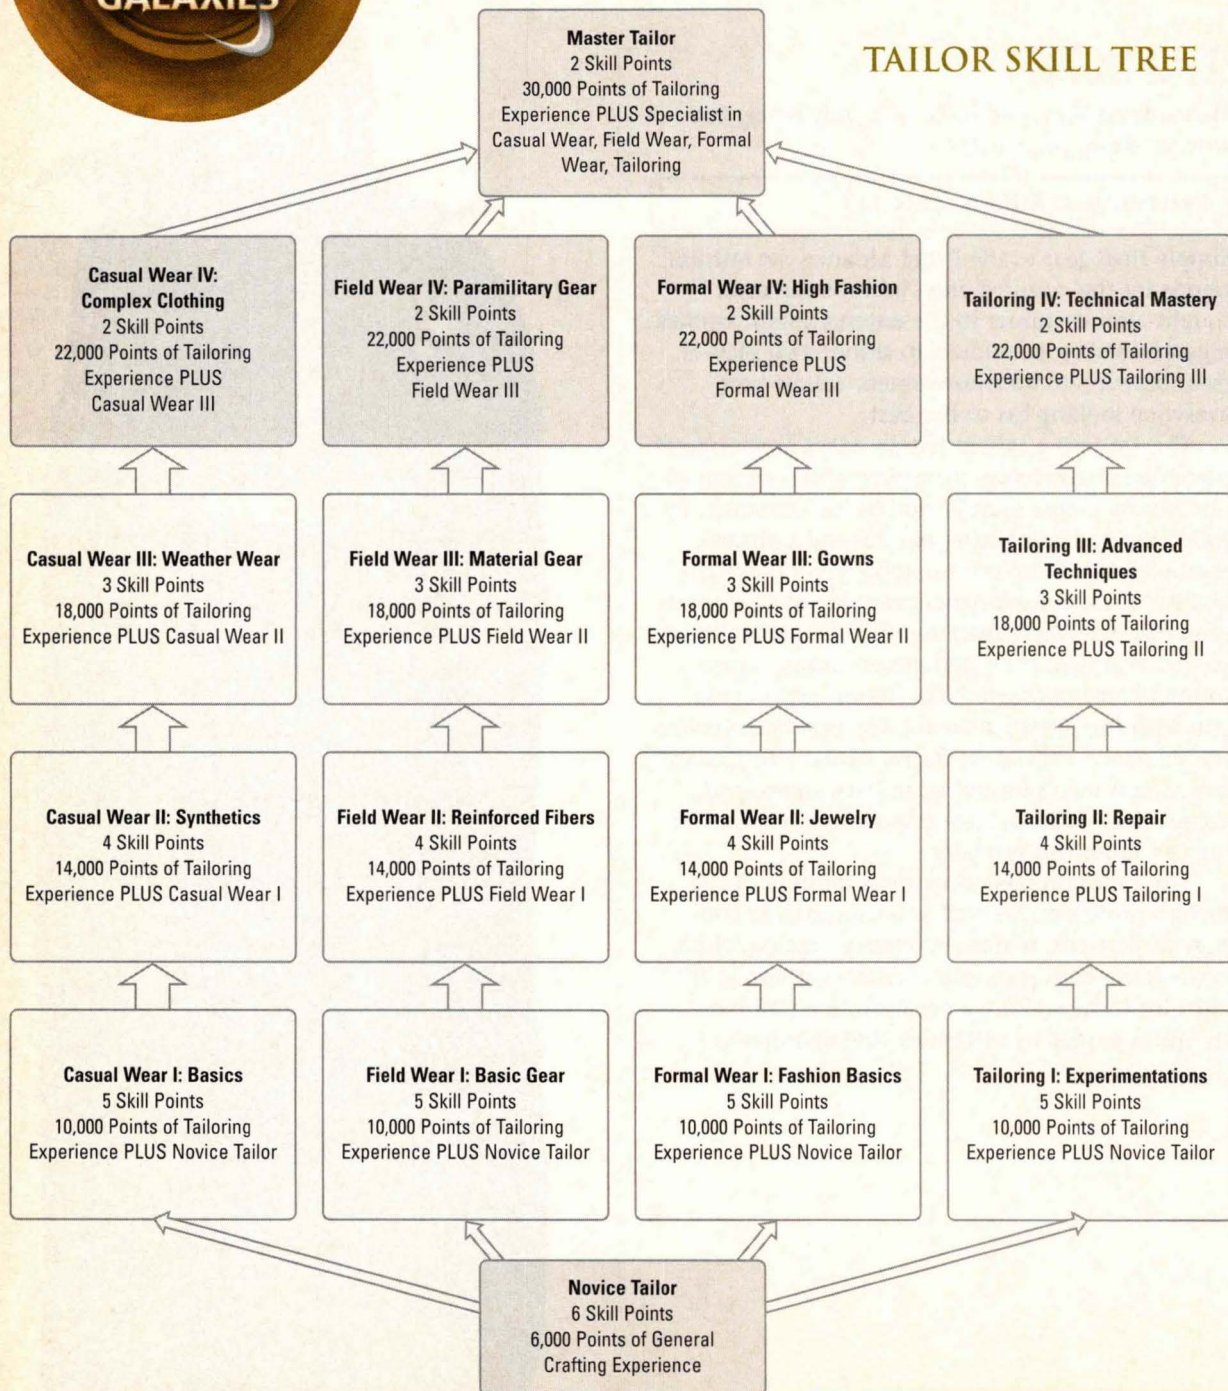 GALAXIES
TAILOR SKILL TREE
Master Tailor
2 Skill Points
30,000 Points of Tailoring
Experience PLUS Specialist in
Casual Wear, Field Wear, Formal
Wear, Tailoring
Casual Wear IV:
Complex Clothing
2 Skill Points
22,000 Points of Tailoring
Experience PLUS
Casual Wear III
Field Wear IV: Paramilitary Gear
2 Skill Points
22,000 Points of Tailoring
Experience PLUS
Field Wear III
Formal Wear IV: High Fashion
2 Skill Points
22,000 Points of Tailoring
Experience PLUS
Formal Wear III
Tailoring IV: Technical Mastery
2 Skill Points
22,000 Points of Tailoring
Experience PLUS Tailoring III
Casual Wear III: Weather Wear
3 Skill Points
18,000 Points of Tailoring
Experience PLUS Casual Wear II
Field Wear III: Material Gear
3 Skill Points
18,000 Points of Tailoring
Experience PLUS Field Wear II
Formal Wear III: Gowns
3 Skill Points
18,000 Points of Tailoring
Experience PLUS Formal Wear II
Tailoring III: Advanced
Techniques
3 Skill Points
18,000 Points of Tailoring
Experience PLUS Tailoring II
Casual Wear II: Synthetics
4 Skill Points
14,000 Points of Tailoring
Experience PLUS Casual Wear I
Field Wear II: Reinforced Fibers
4 Skill Points
14,000 Points of Tailoring
Experience PLUS Field Wear I
Formal Wear II: Jewelry
4 Skill Points
14,000 Points of Tailoring
Experience PLUS Formal Wear I
Tailoring II: Repair
4 Skill Points
14,000 Points of Tailoring
Experience PLUS Tailoring I
Casual Wear I: Basics
5 Skill Points
10,000 Points of Tailoring
Experience PLUS Novice Tailor
Field Wear I: Basic Gear
5 Skill Points
10,000 Points of Tailoring
Experience PLUS Novice Tailor
Formal Wear I: Fashion Basics
5 Skill Points
10,000 Points of Tailoring
Experience PLUS Novice Tailor
Tailoring I: Experimentations
5 Skill Points
10,000 Points of Tailoring
Experience PLUS Novice Tailor
Novice Tailor
6 Skill Points
6,000 Points of General
Crafting Experience